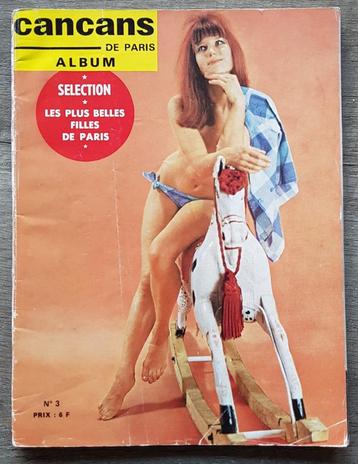 cancans
DE PARIS
ALBUM
SELECTION
LES PLUS BELLES
FILLES
DE PARIS
N° 3
PRIX : 6 F